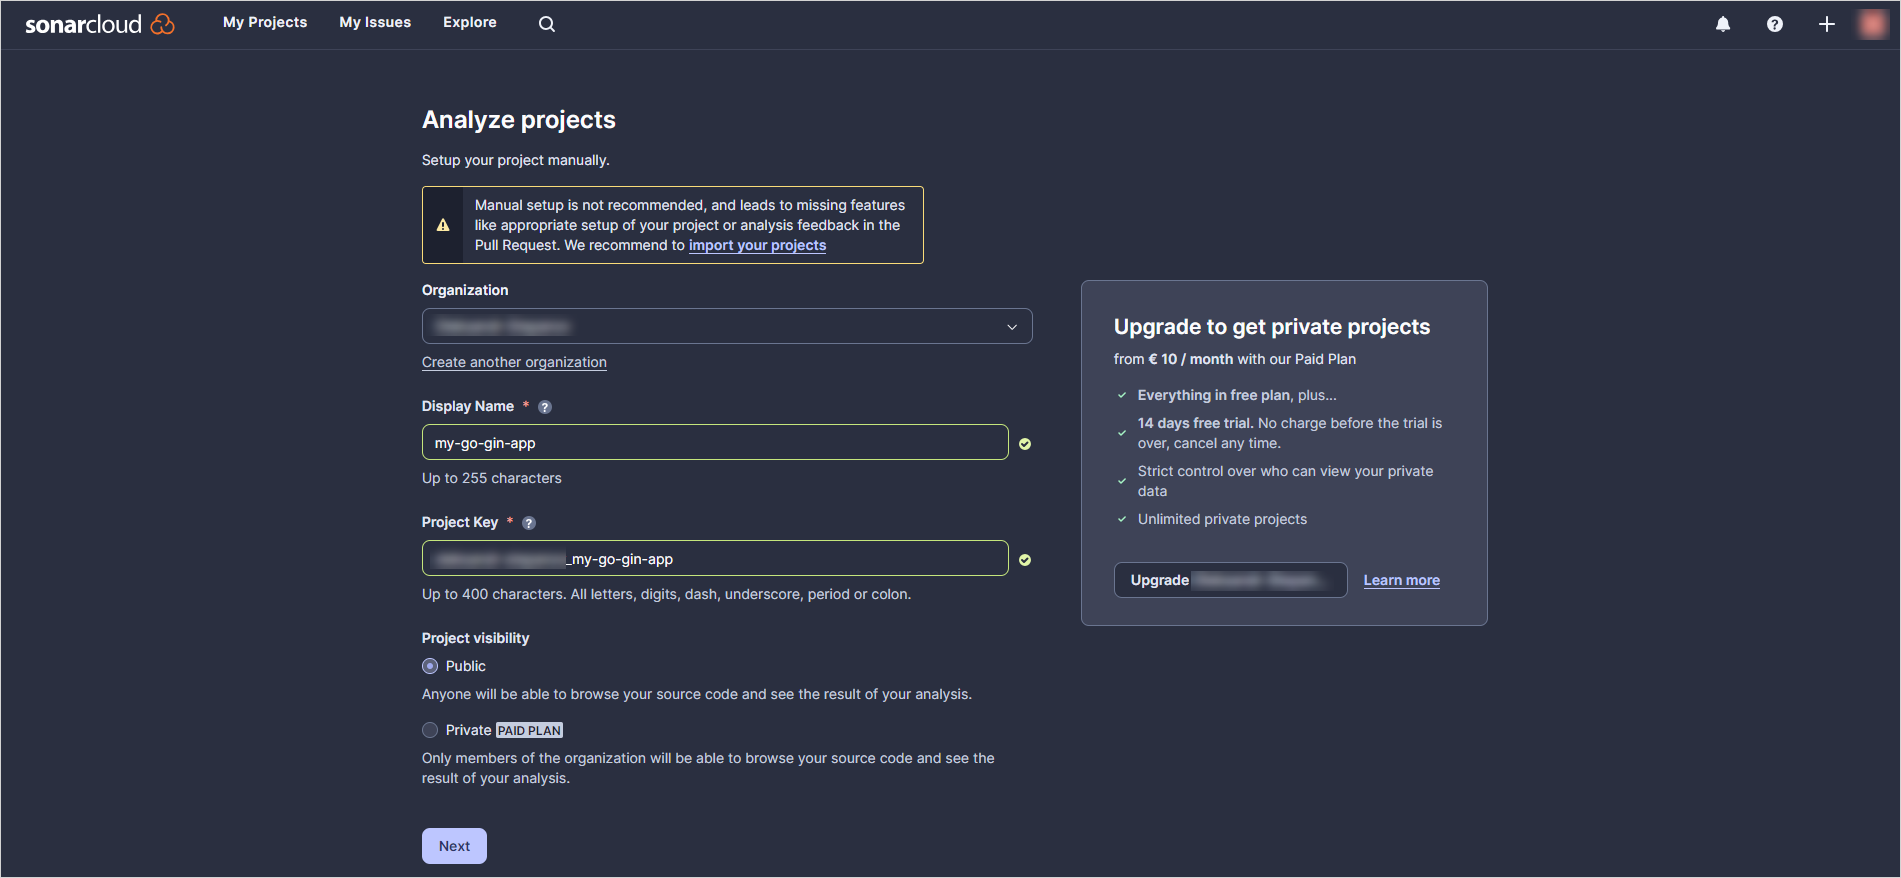 sonarcloud
My Projects
My Issues
Explore
Analyze projects
Setup your project manually.
Manual setup is not recommended, and leads to missing features
like appropriate setup of your project or analysis feedback in the
Pull Request. We recommend to import your projects
Organization
Create another organization
Display Name * ?
my-go-gin-app
Up to 255 characters
Project Key * ?
_my-go-gin-app
Up to 400 characters. All letters, digits, dash, underscore, period or colon.
Project visibility
Public
Anyone will be able to browse your source code and see the result of your analysis.
Private PAID PLAN
Only members of the organization will be able to browse your source code and see the
result of your analysis.
Next
Upgrade to get private projects
from € 10 / month with our Paid Plan
Everything in free plan, plus...
14 days free trial. No charge before the trial is
over, cancel any time.
Strict control over who can view your private
data
Unlimited private projects
Upgrade
Learn more